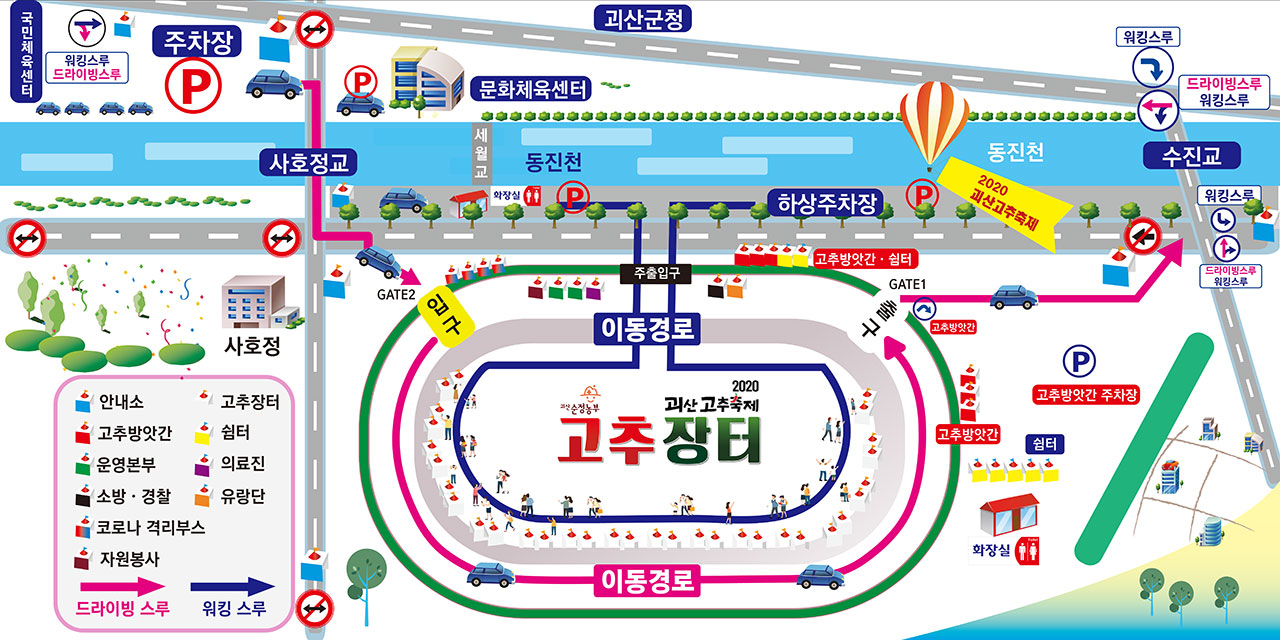 국민체육센터
워킹스루
드라이빙스루
주차장
P
괴산군청
P
문화체육센터
워킹스루
드라이빙스루
워킹스루
사호정교
세월교
동진천
동진천
수진교
화장실
P
하상주차장
P
2020
괴산고추축제
워킹스루
드라이빙스루
워킹스루
GATE2
입구
주출입구
고추방앗간 · 쉼터
GATE1
출구
고추방앗간
이동경로
사호정
P
고추방앗간 주차장
괴산순정농부
2020
괴산고추축제
고추장터
고추방앗간
쉼터
화장실
Toilet
안내소
고추장터
고추방앗간
쉼터
운영본부
의료진
소방 · 경찰
유랑단
코로나 격리부스
자원봉사
드라이빙 스루
워킹 스루
이동경로